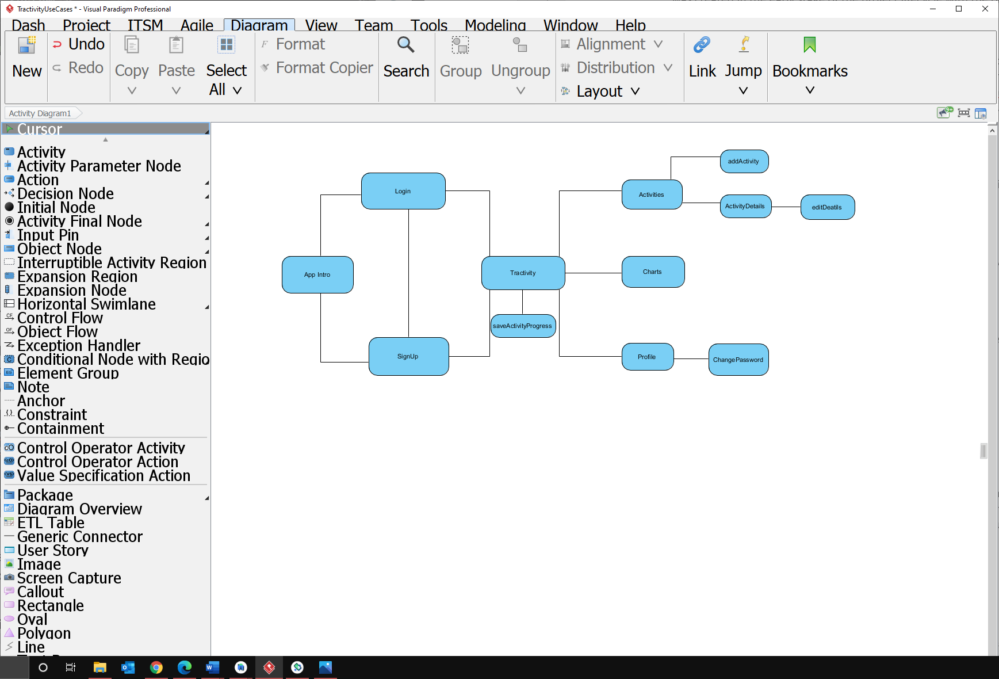 TractivityUseCases * - Visual Paradigm Professional
Dash Project ITSM Agile Diagram View Team Tools Modeling Window Help
New
Undo
Redo
Copy
Paste
Select
All
Format
Format Copier
Search
Group
Ungroup
Alignment
Distribution
Layout
Link
Jump
Bookmarks
Activity Diagram1
9+
Cursor
Activity
Activity Parameter Node
Action
Decision Node
Initial Node
Activity Final Node
Input Pin
Object Node
Interruptible Activity Region
Expansion Region
Expansion Node
Horizontal Swimlane
Control Flow
Object Flow
Exception Handler
Conditional Node with Regio
Element Group
Note
Anchor
Constraint
Containment
Control Operator Activity
Control Operator Action
Value Specification Action
Package
Diagram Overview
ETL Table
Generic Connector
User Story
Image
Screen Capture
Callout
Rectangle
Oval
Polygon
Line
addActivity
Login
Activities
ActivityDetails
editDeatils
App Intro
Tractivity
Charts
saveActivityProgress
SignUp
Profile
ChangePassword